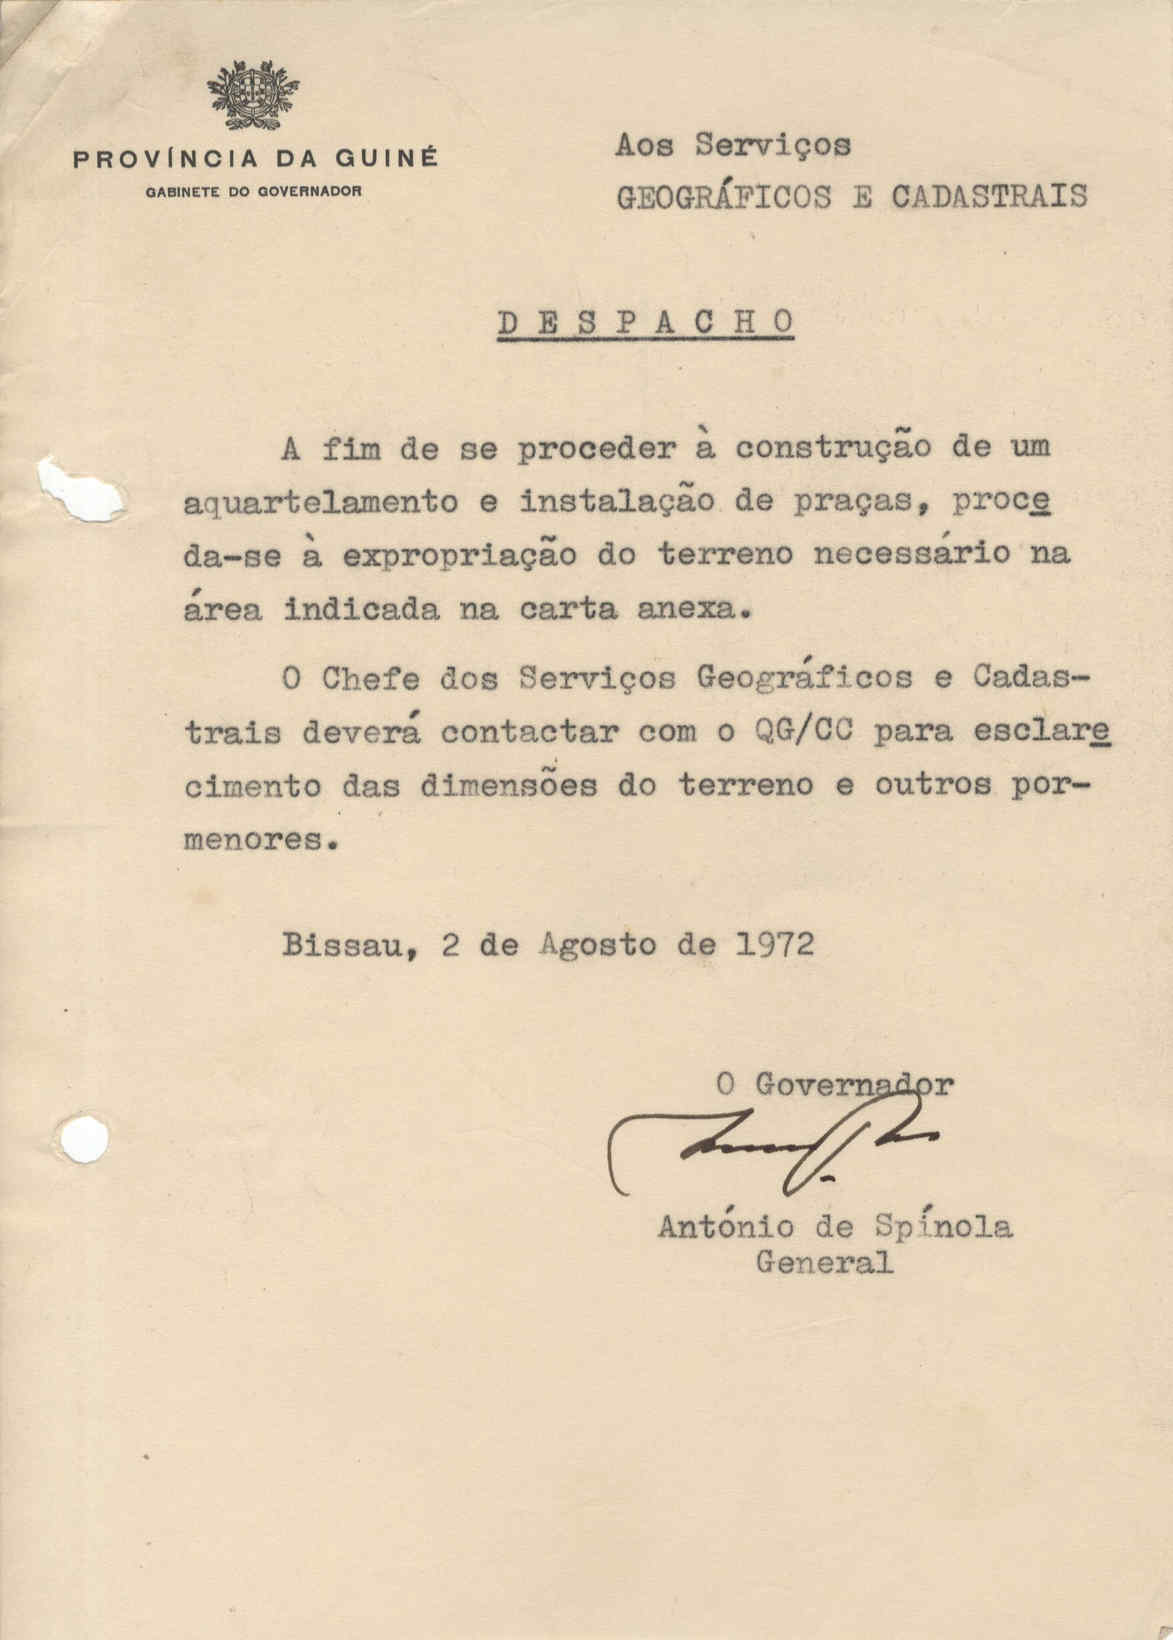 PROVÍNCIA DA GUINÉ
GABINETE DO GOVERNADOR
Aos Serviços
GEOGRÁFICOS E CADASTRAIS
D E S P A C H O
A fim de se proceder à construção de um
aquartelamento e instalação de praças, proce
da-se à expropriação do terreno necessário na
área indicada na carta anexa.
O Chefe dos Serviços Geográficos e Cadas-
trais deverá contactar com o QG/CC para esclare
cimento das dimensões do terreno e outros por-
menores.
Bissau, 2 de Agosto de 1972
O Governador
António de Spínola
General